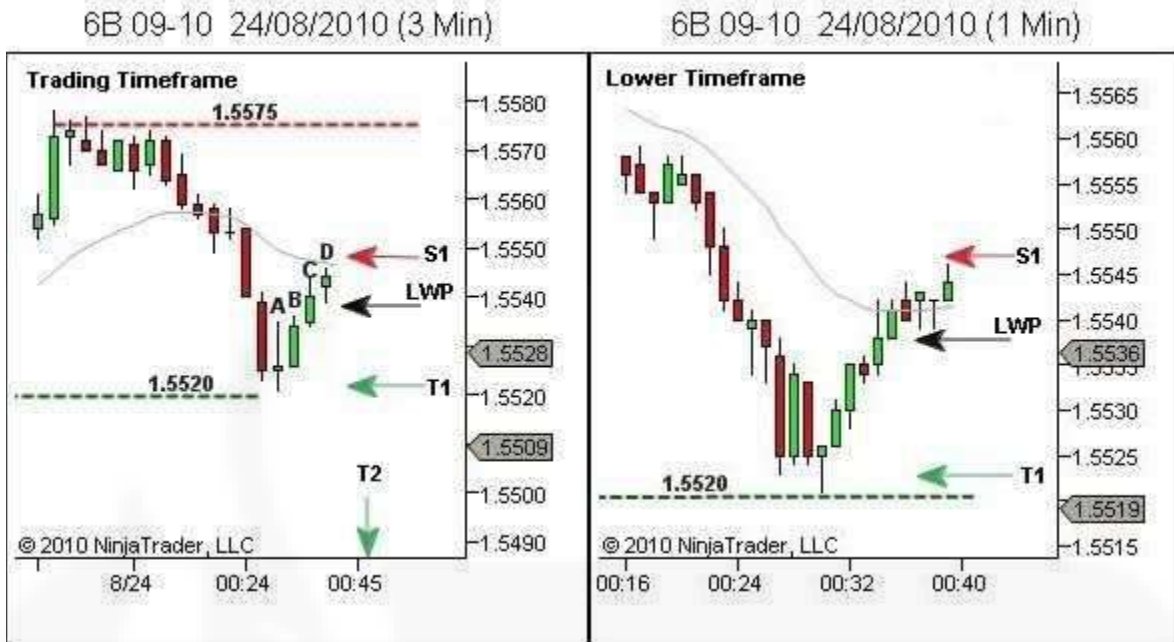 6B 09-10 24/08/2010 (3 Min)
Trading Timeframe
1.5575
1.5580
1.5570
1.5560
1.5550
1.5540
1.5528
1.5520
1.5509
1.5500
1.5490
S1
LWP
T1
T2
A
B
C
D
1.5520
© 2010 NinjaTrader, LLC
8/24
00:24
00:45
6B 09-10 24/08/2010 (1 Min)
Lower Timeframe
1.5565
1.5560
1.5555
1.5550
1.5545
1.5540
1.5536
1.5535
1.5530
1.5525
1.5519
1.5515
S1
LWP
T1
1.5520
© 2010 NinjaTrader, LLC
00:16
00:24
00:32
00:40